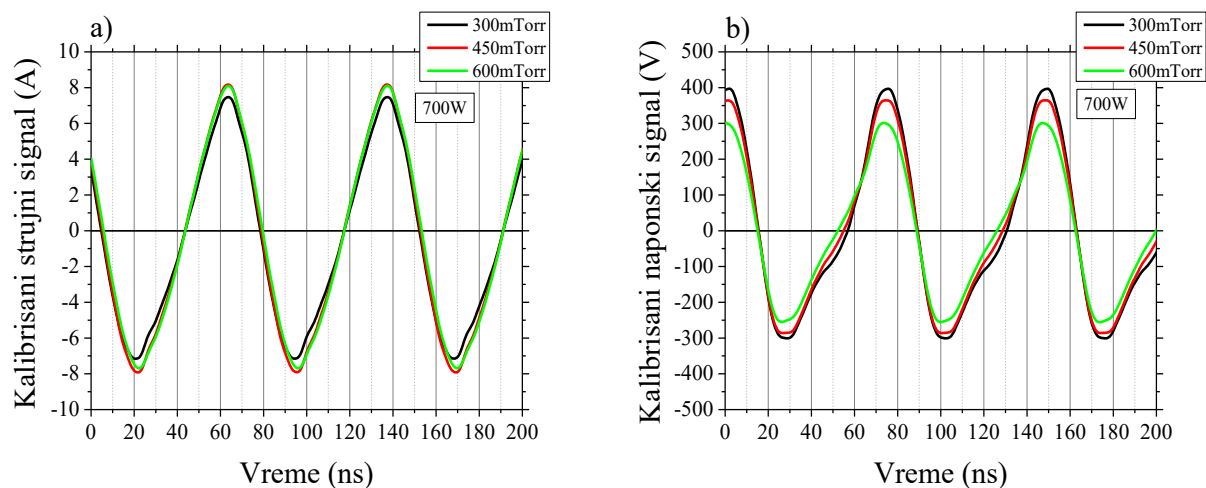 a)
300mTorr
450mTorr
600mTorr
700W
Kalibrisani strujni signal (A)
10
8
6
4
2
0
-2
-4
-6
-8
-10
0 20 40 60 80 100 120 140 160 180 200
Vreme (ns)
b)
300mTorr
450mTorr
600mTorr
700W
Kalibrisani naponski signal (V)
500
400
300
200
100
0
-100
-200
-300
-400
-500
0 20 40 60 80 100 120 140 160 180 200
Vreme (ns)